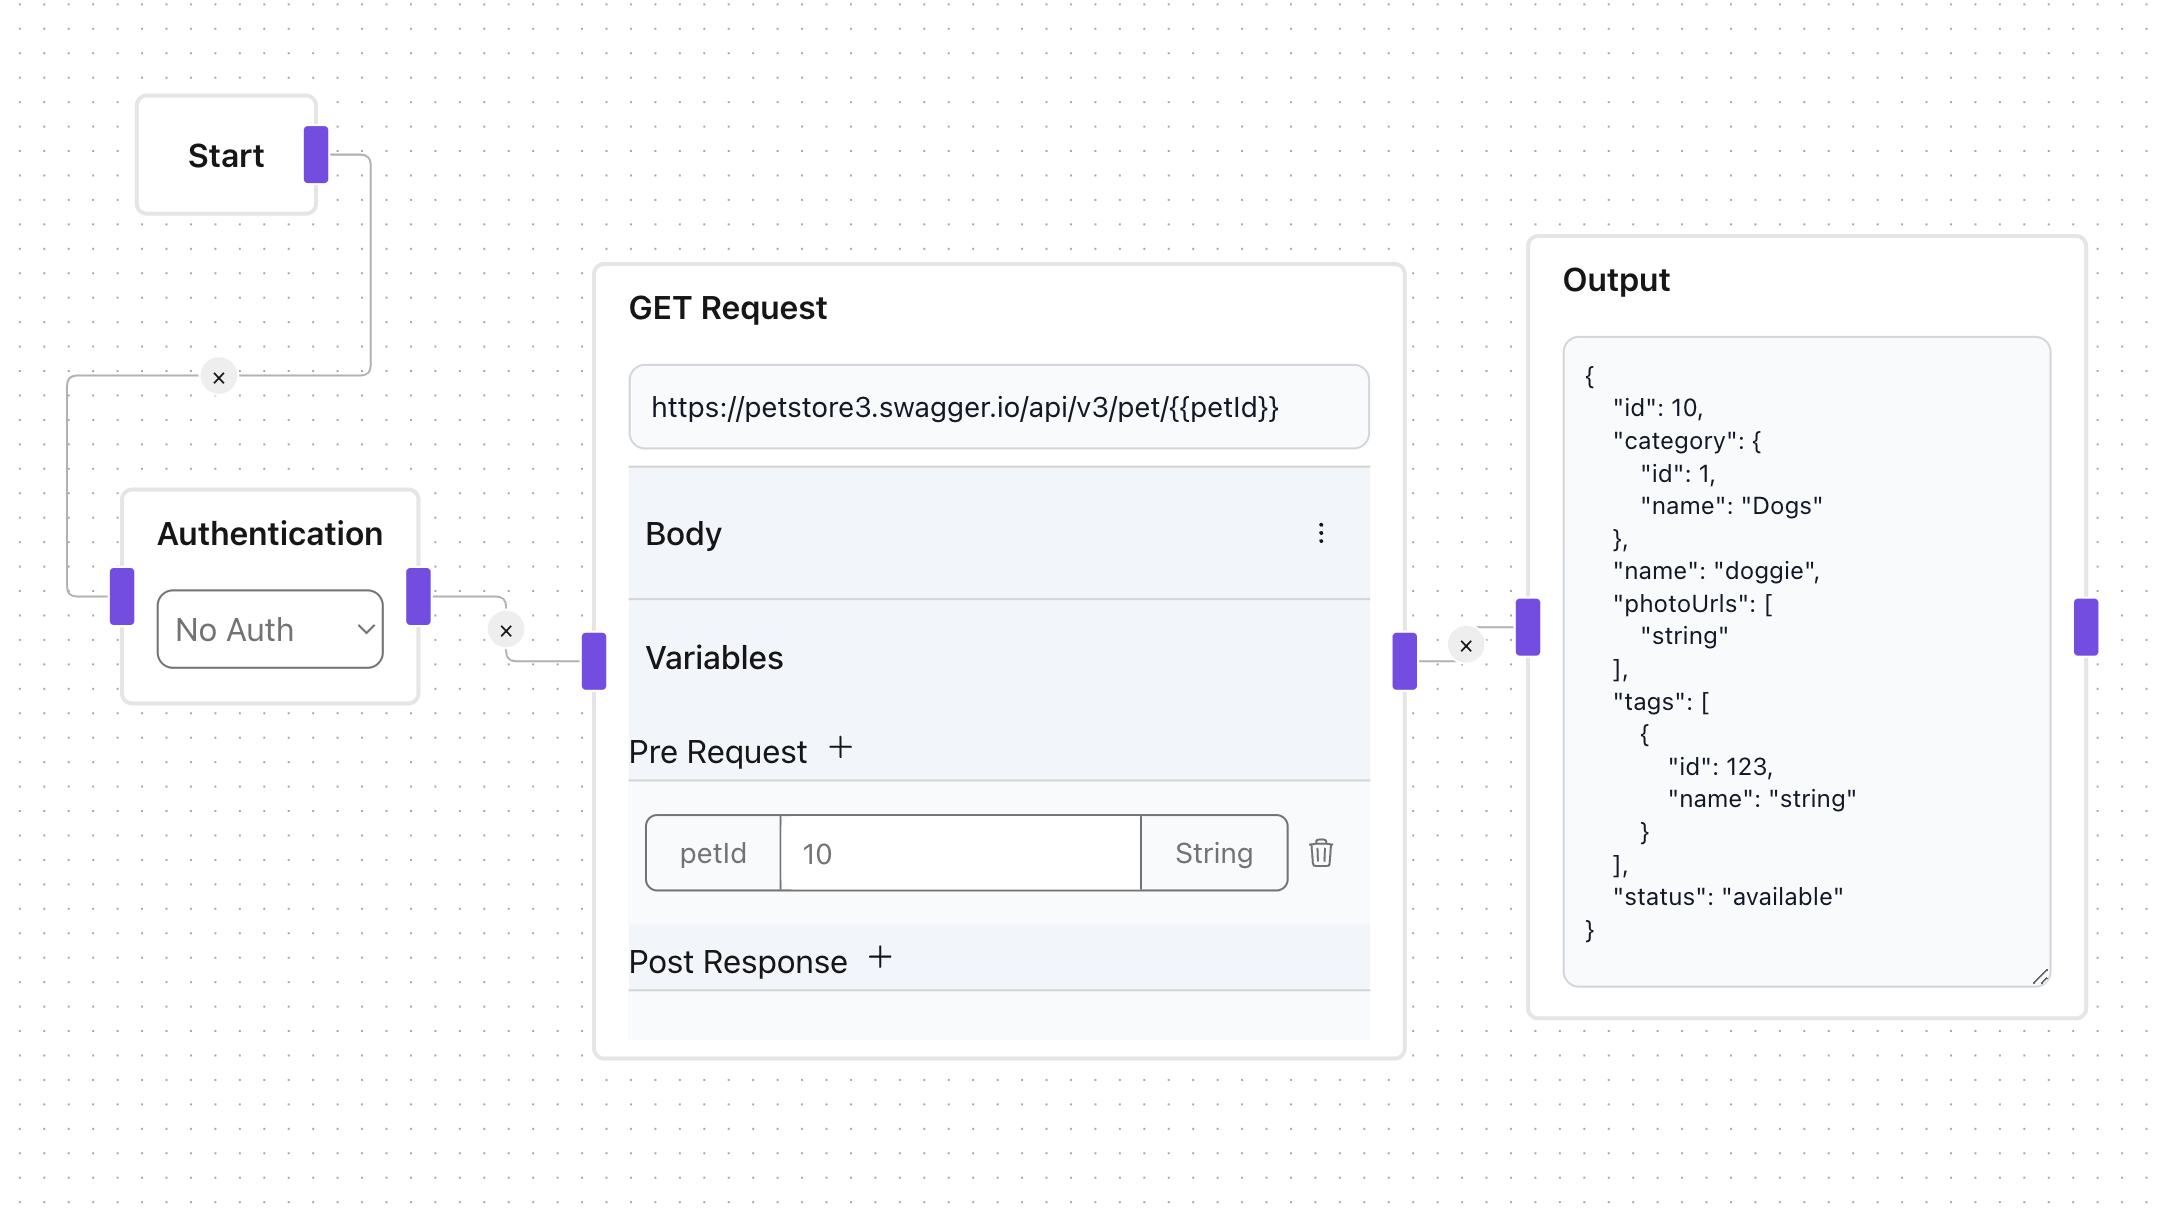 Start
Authentication
No Auth
GET Request
https://petstore3.swagger.io/api/v3/pet/{{petId}}
Body
Variables
Pre Request +
petId 10 String
Post Response +
Output
{
"id": 10,
"category": {
"id": 1,
"name": "Dogs"
},
"name": "doggie",
"photoUrls": [
"string"
],
"tags": [
{
"id": 123,
"name": "string"
}
],
"status": "available"
}